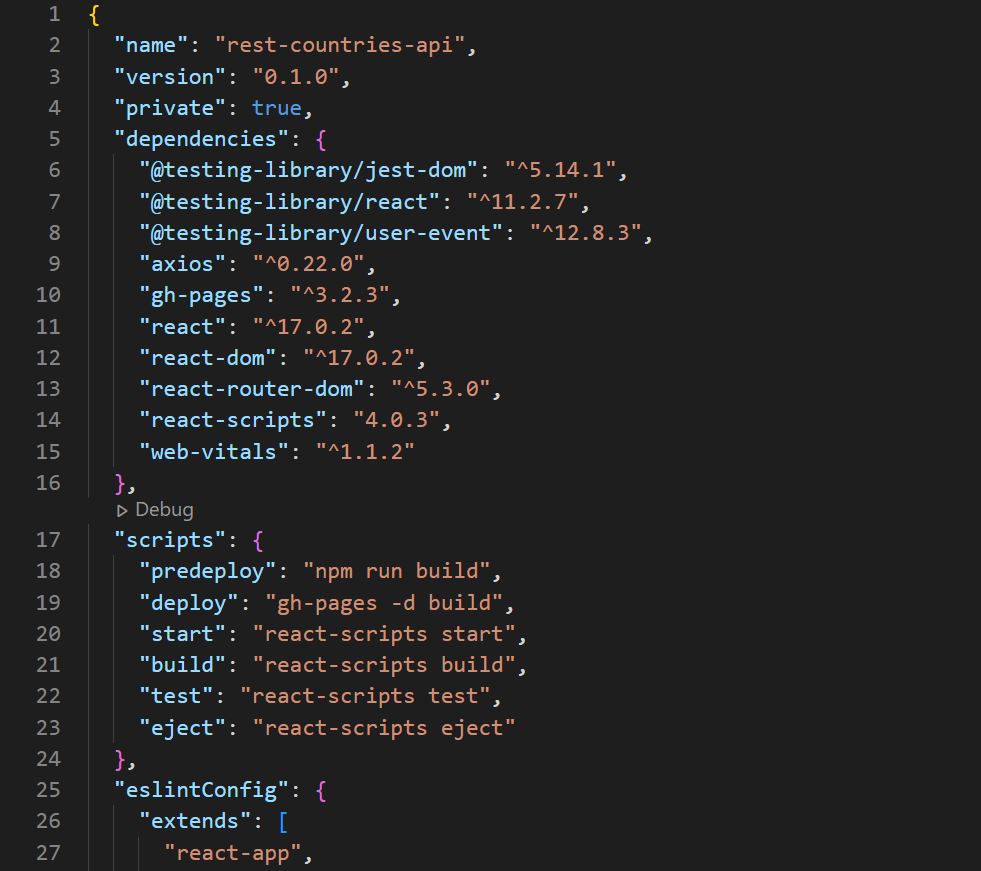 1 {
2 "name": "rest-countries-api",
3 "version": "0.1.0",
4 "private": true,
5 "dependencies": {
6 "@testing-library/jest-dom": "^5.14.1",
7 "@testing-library/react": "^11.2.7",
8 "@testing-library/user-event": "^12.8.3",
9 "axios": "^0.22.0",
10 "gh-pages": "^3.2.3",
11 "react": "^17.0.2",
12 "react-dom": "^17.0.2",
13 "react-router-dom": "^5.3.0",
14 "react-scripts": "4.0.3",
15 "web-vitals": "^1.1.2"
16 },
Debug
17 "scripts": {
18 "predeploy": "npm run build",
19 "deploy": "gh-pages -d build",
20 "start": "react-scripts start",
21 "build": "react-scripts build",
22 "test": "react-scripts test",
23 "eject": "react-scripts eject"
24 },
25 "eslintConfig": {
26 "extends": [
27 "react-app",